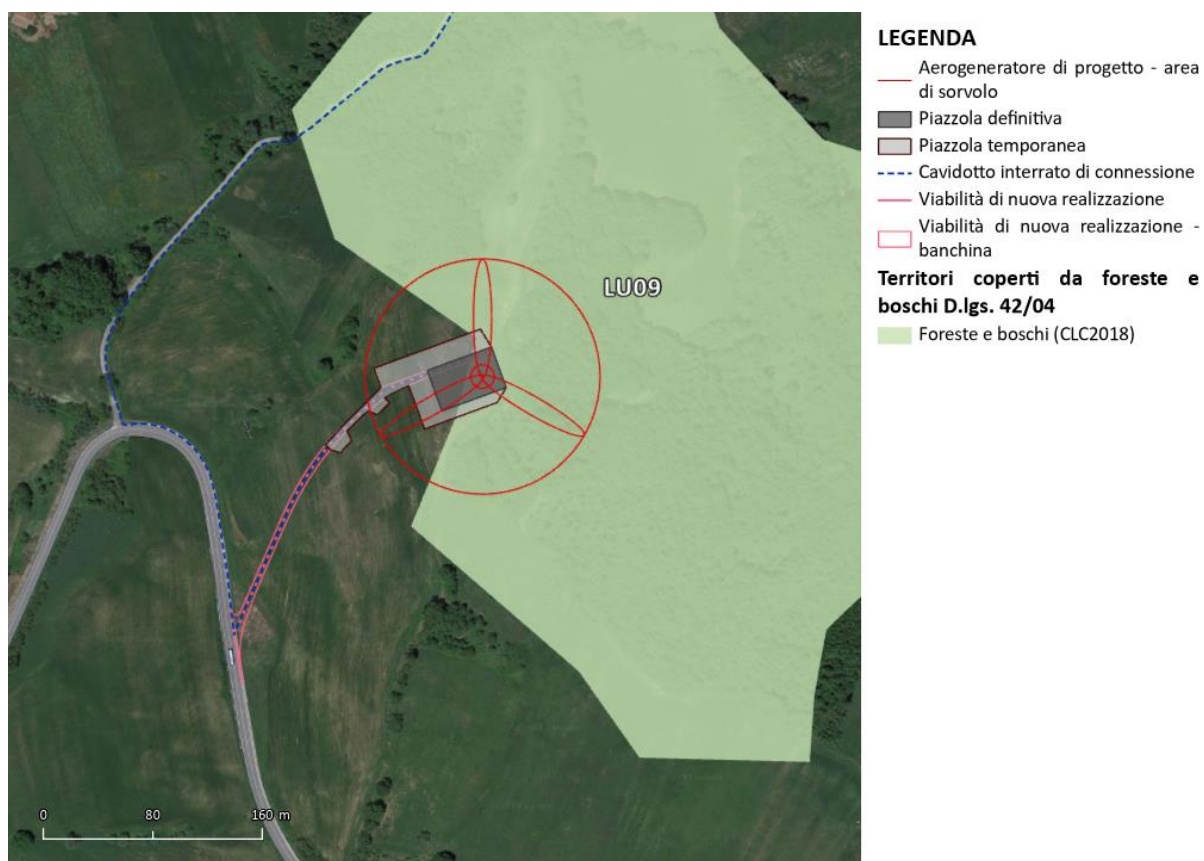 LEGENDA
Aerogeneratore di progetto - area
di sorvolo
Piazzola definitiva
Piazzola temporanea
Cavidotto interrato di connessione
Viabilità di nuova realizzazione
Viabilità di nuova realizzazione -
banchina
Territori coperti da foreste e
boschi D.lgs. 42/04
Foreste e boschi (CLC2018)
LU09
0 80 160 m